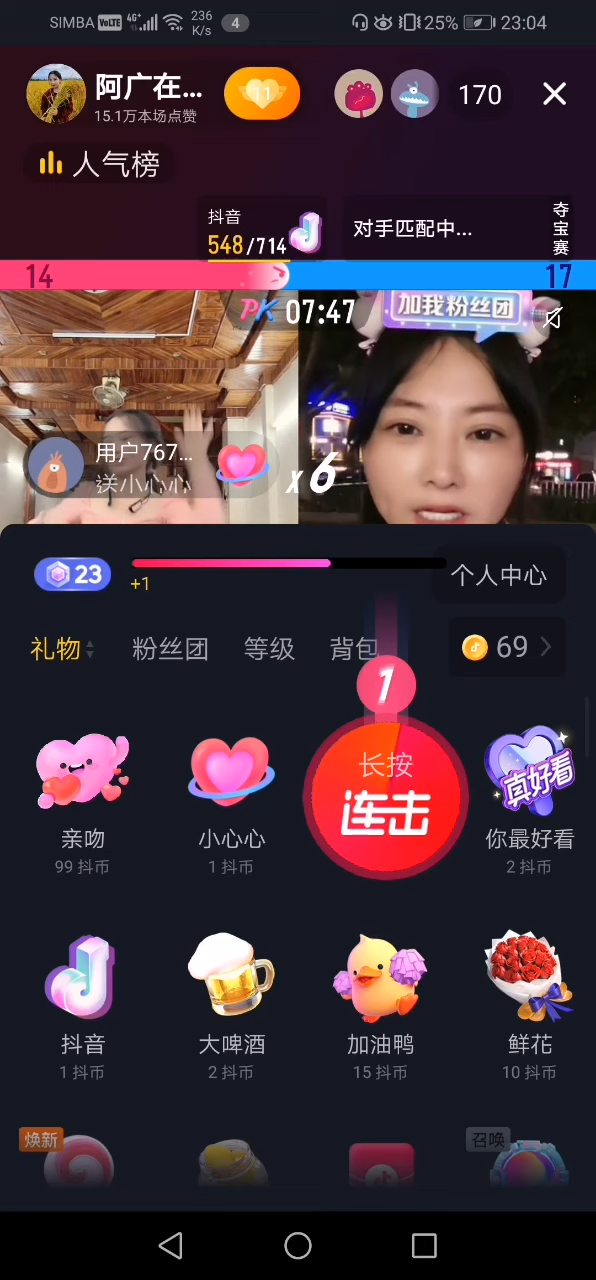 SIMBA VoLTE 4G+ 236 K/s 4 25% 23:04
阿广在...
15.1万本场点赞
11
170
人气榜
抖音
548/714
对手匹配中...
夺宝赛
14
17
PK 07:47
加我粉丝团
用户767...
送小心心
x6
23
+1
个人中心
礼物 粉丝团 等级 背包
69
1
长按
连击
真好看
亲吻 小心心 你最好看
99 抖币 1 抖币 2 抖币
抖音 大啤酒 加油鸭 鲜花
1 抖币 2 抖币 15 抖币 10 抖币
焕新 召唤